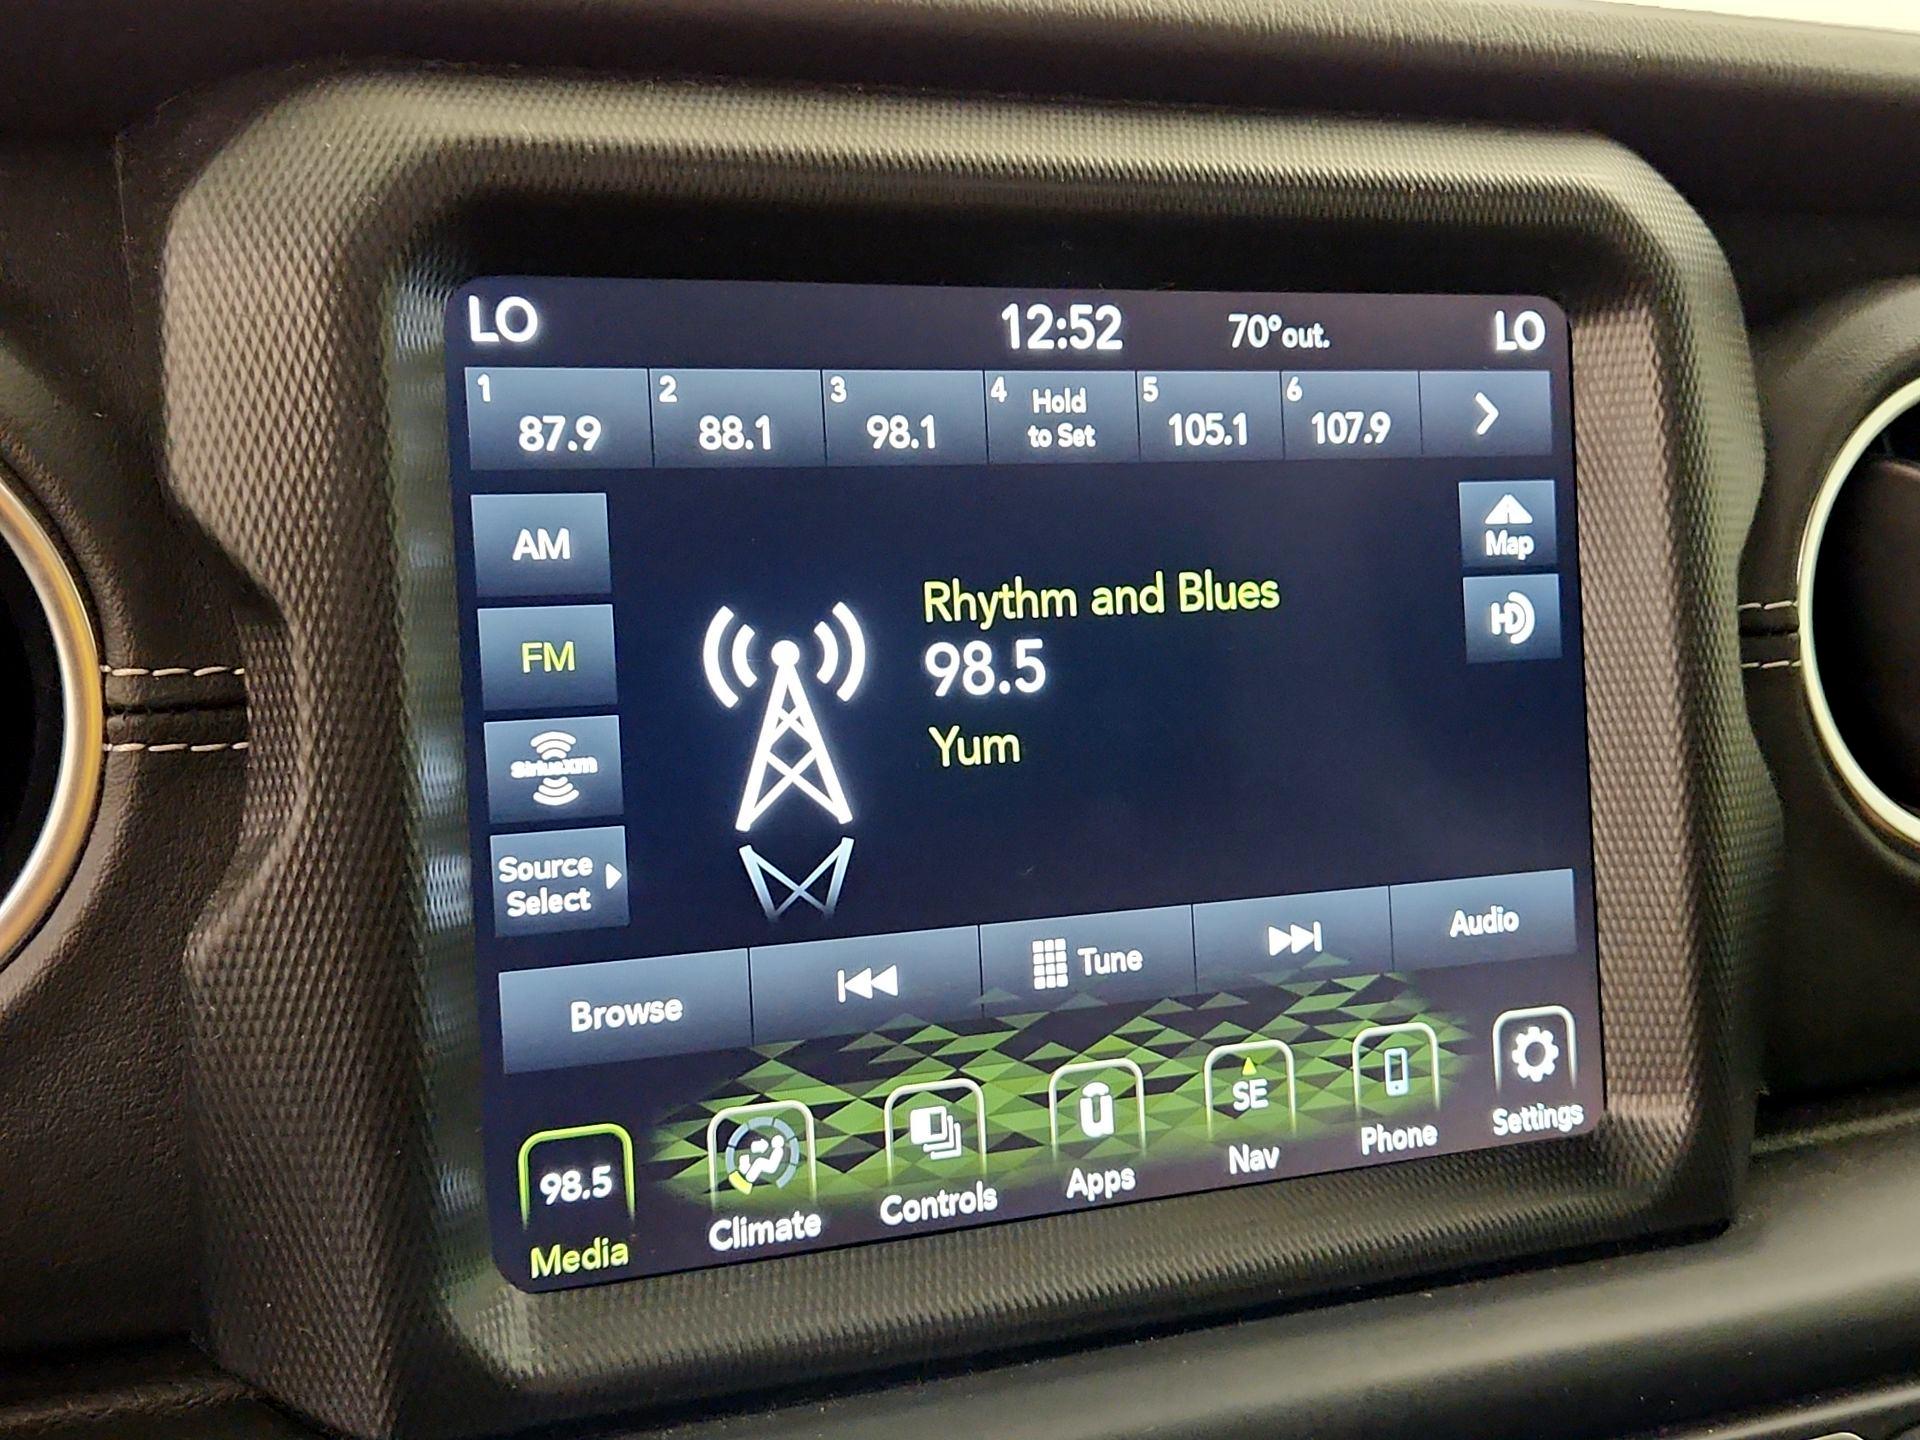 LO 12:52 70°out. LO
1 87.9
2 88.1
3 98.1
4 Hold
to Set
5 105.1
6 107.9
AM
FM
SiriusXM
Source
Select
Rhythm and Blues
98.5
Yum
Map
HD
Browse
Tune
Audio
98.5
Media
Climate
Controls
ū
Apps
SE
Nav
Phone
Settings